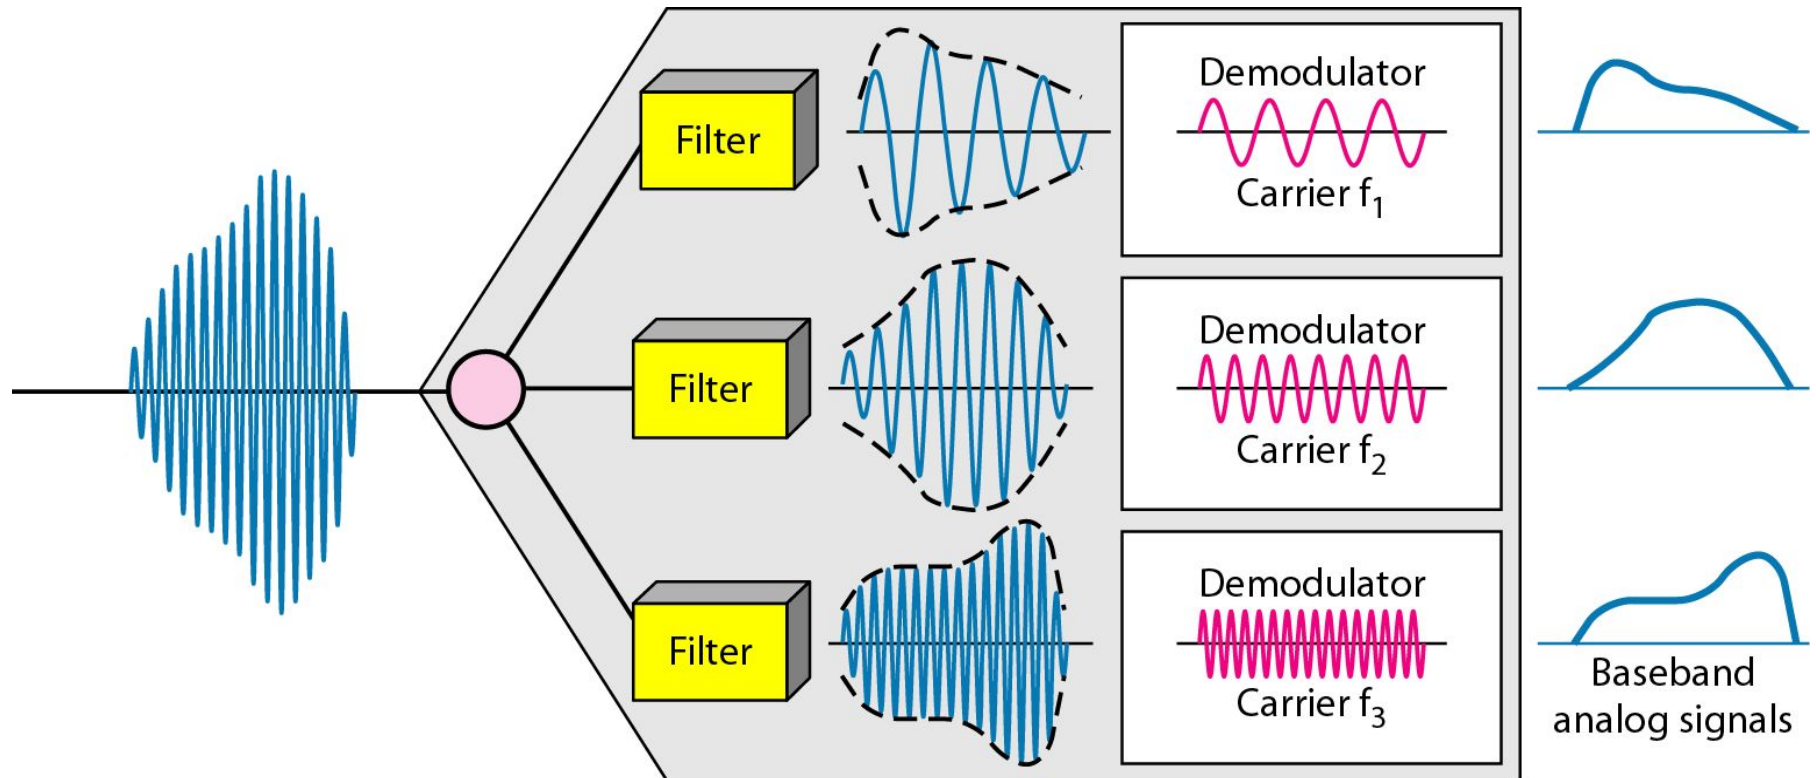 Filter
Demodulator
Carrier f₁
Filter
Demodulator
Carrier f₂
Filter
Demodulator
Carrier f₃
Baseband
analog signals